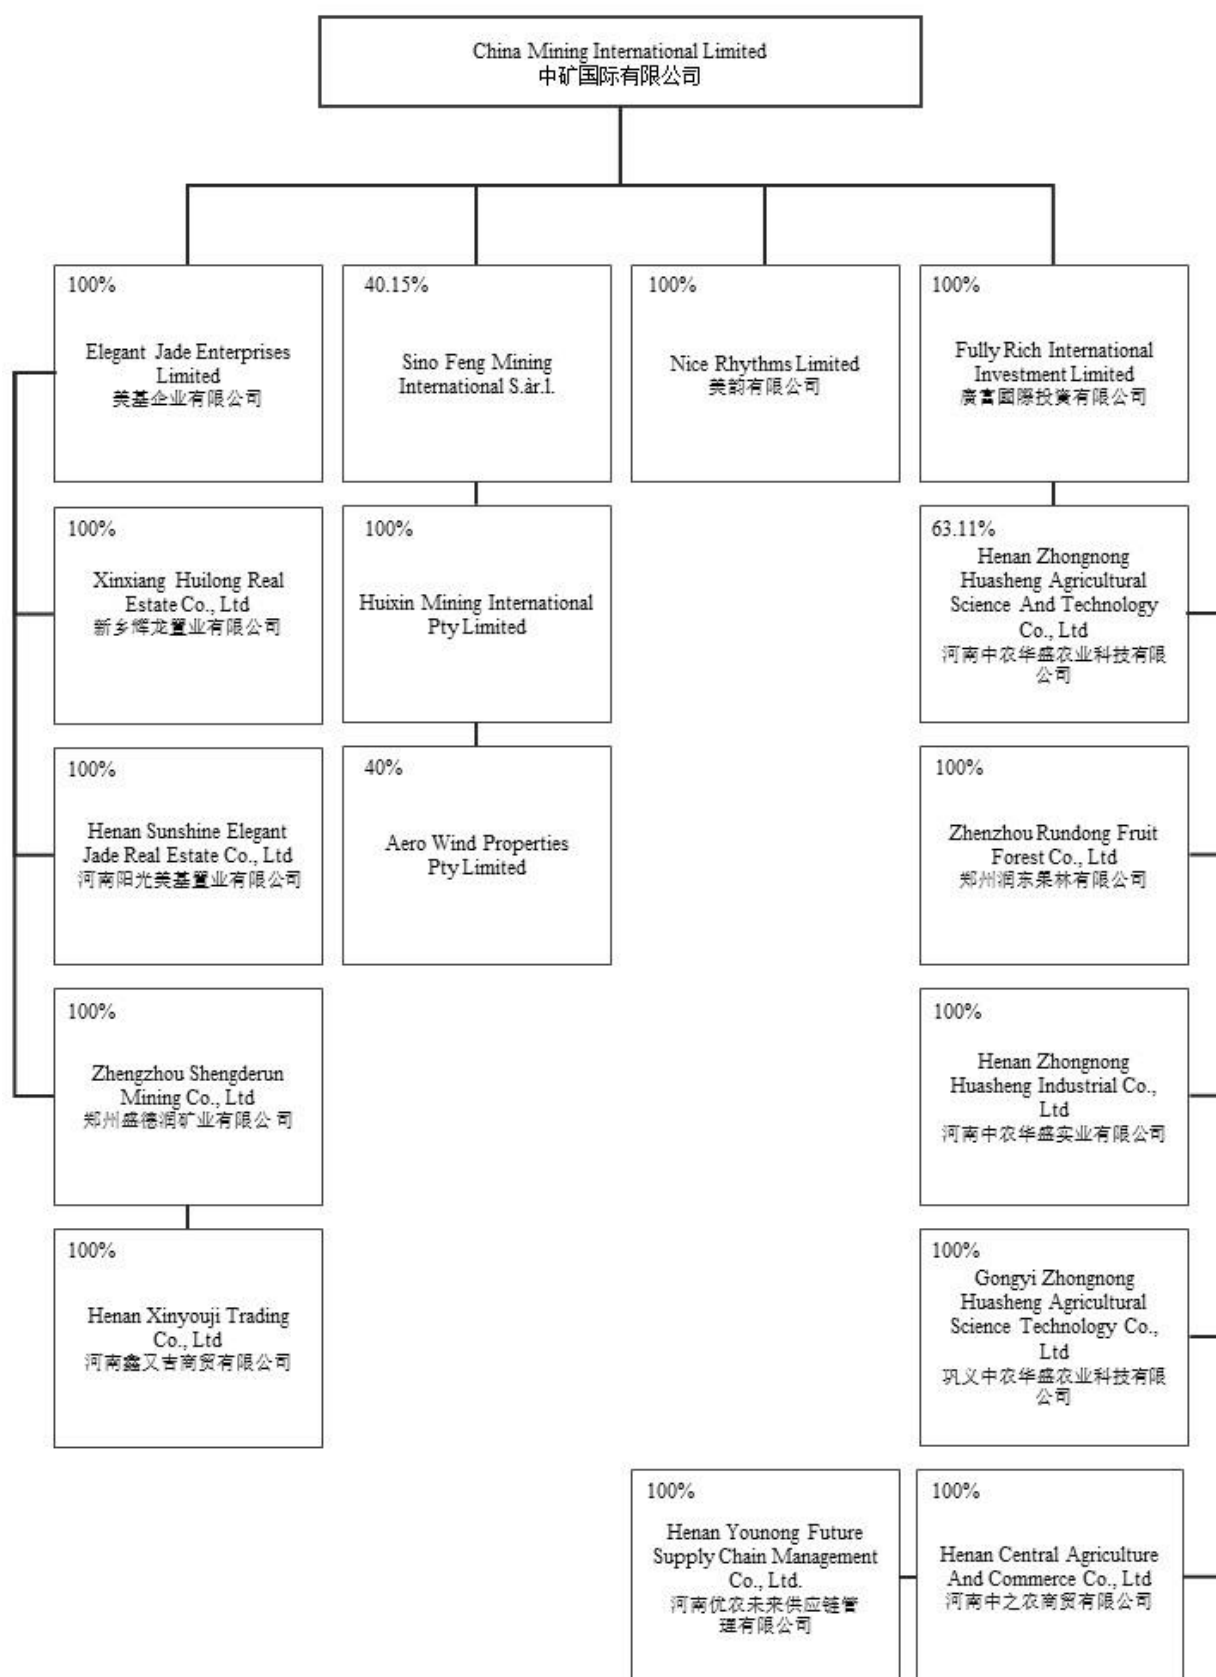 China Mining International Limited
中矿国际有限公司
100%
Elegant Jade Enterprises
Limited
美基企业有限公司
40.15%
Sino Feng Mining
International S.àr.l.
100%
Nice Rhythms Limited
美韵有限公司
100%
Fully Rich International
Investment Limited
廣富國際投資有限公司
100%
Xinxiang Huilong Real
Estate Co., Ltd
新乡辉龙置业有限公司
100%
Huixin Mining International
Pty Limited
63.11%
Henan Zhongnong
Huasheng Agricultural
Science And Technology
Co., Ltd
河南中农华盛农业科技有限
公司
100%
Henan Sunshine Elegant
Jade Real Estate Co., Ltd
河南阳光美基置业有限公司
40%
Aero Wind Properties
Pty Limited
100%
Zhenzhou Rundong Fruit
Forest Co., Ltd
郑州润东果林有限公司
100%
Zhengzhou Shengderun
Mining Co., Ltd
郑州盛德润矿业有限公司
100%
Henan Zhongnong
Huasheng Industrial Co.,
Ltd
河南中农华盛实业有限公司
100%
Henan Xinyouji Trading
Co., Ltd
河南鑫又吉商贸有限公司
100%
Gongyi Zhongnong
Huasheng Agricultural
Science Technology Co.,
Ltd
巩义中农华盛农业科技有限
公司
100%
Henan Younong Future
Supply Chain Management
Co., Ltd.
河南优农未来供应链管
理有限公司
100%
Henan Central Agriculture
And Commerce Co., Ltd
河南中之农商贸有限公司